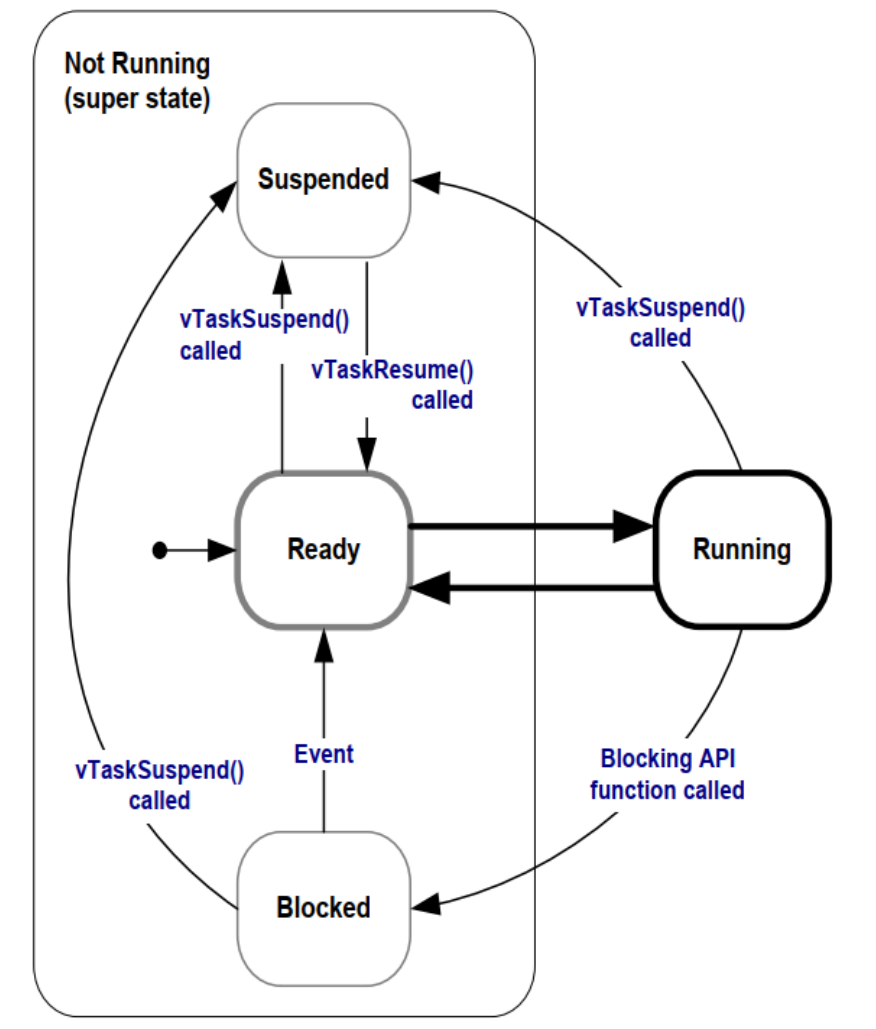 Not Running
(super state)
Suspended
vTaskSuspend()
called
vTaskSuspend()
called
vTaskResume()
called
Ready
Running
Event
vTaskSuspend()
called
Blocking API
function called
Blocked